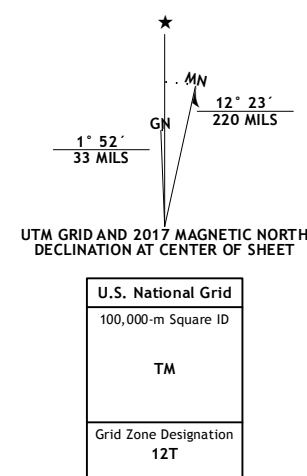 ★
MN
GN
12° 23´
220 MILS
1° 52´
33 MILS
UTM GRID AND 2017 MAGNETIC NORTH
DECLINATION AT CENTER OF SHEET
U.S. National Grid
100,000-m Square ID
TM
Grid Zone Designation
12T